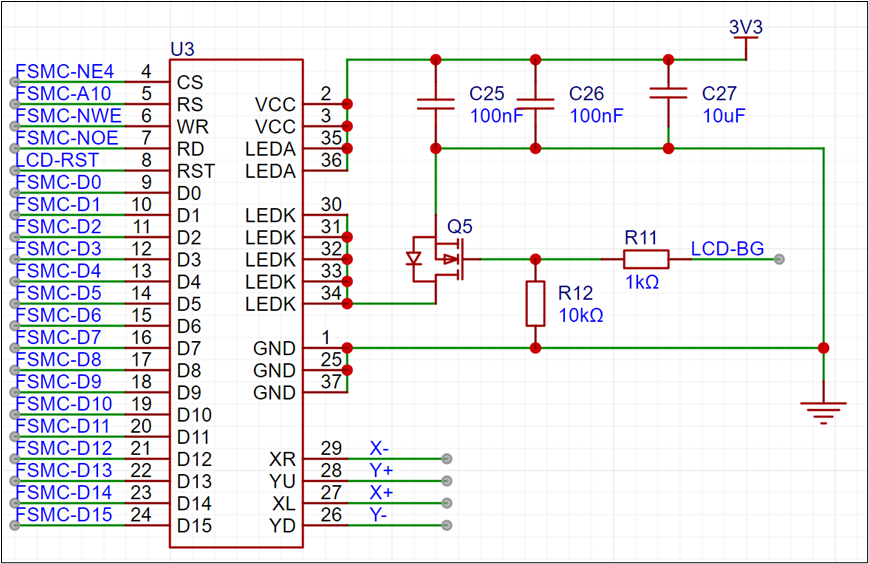 U3
3V3
FSMC-NE4 4 CS
FSMC-A10 5 RS
FSMC-NWE 6 WR
FSMC-NOE 7 RD
LCD-RST 8 RST
FSMC-D0 9 D0
FSMC-D1 10 D1
FSMC-D2 11 D2
FSMC-D3 12 D3
FSMC-D4 13 D4
FSMC-D5 14 D5
FSMC-D6 15 D6
FSMC-D7 16 D7
FSMC-D8 17 D8
FSMC-D9 18 D9
FSMC-D10 19 D10
FSMC-D11 20 D11
FSMC-D12 21 D12
FSMC-D13 22 D13
FSMC-D14 23 D14
FSMC-D15 24 D15
VCC 2
VCC 3
LEDA 35
LEDA 36
LEDK 30
LEDK 31
LEDK 32
LEDK 33
LEDK 34
GND 1
GND 25
GND 37
XR 29 X-
YU 28 Y+
XL 27 X+
YD 26 Y-
C25
100nF
C26
100nF
C27
10uF
Q5
R11
1kΩ
LCD-BG
R12
10kΩ